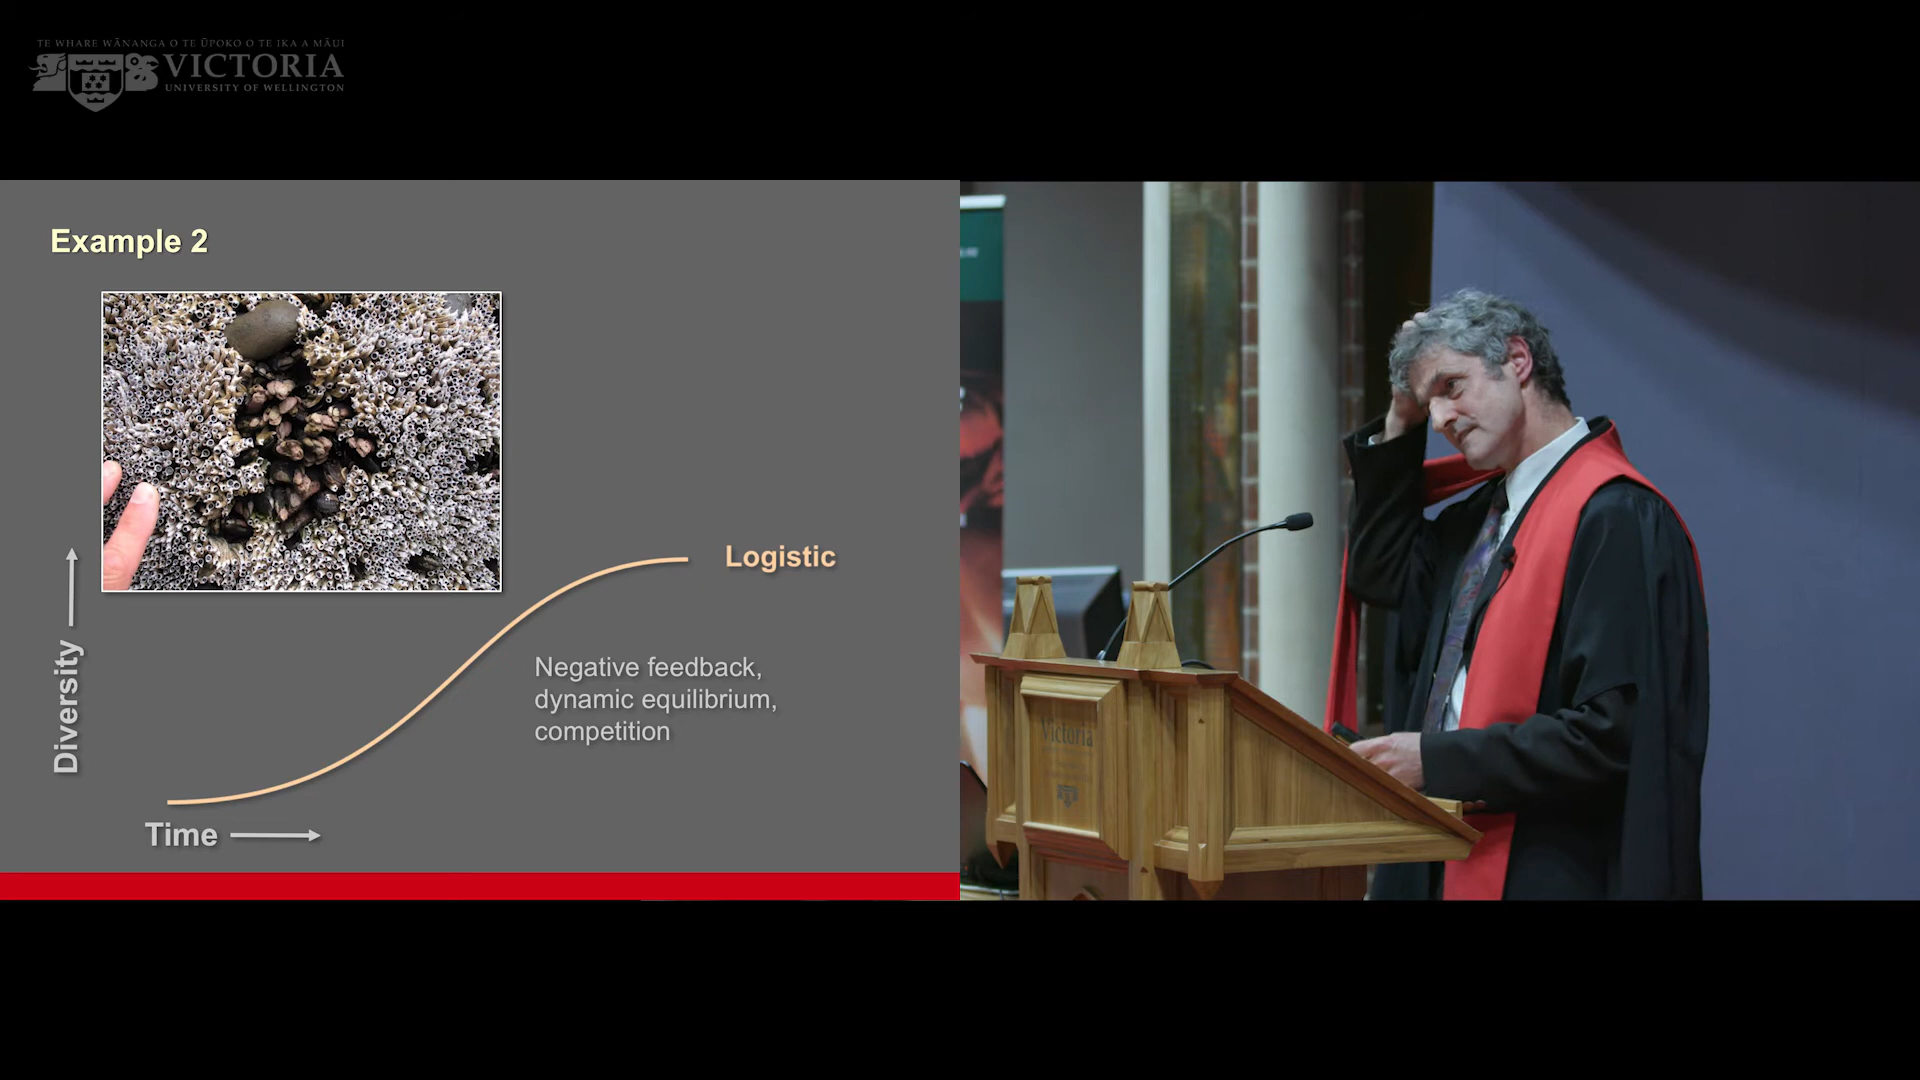 TE WHARE WĀNANGA O TE ŪPOKO O TE IKA A MĀUI
VICTORIA
UNIVERSITY OF WELLINGTON
Example 2
Logistic
Negative feedback,
dynamic equilibrium,
competition
Diversity
Time
Victoria